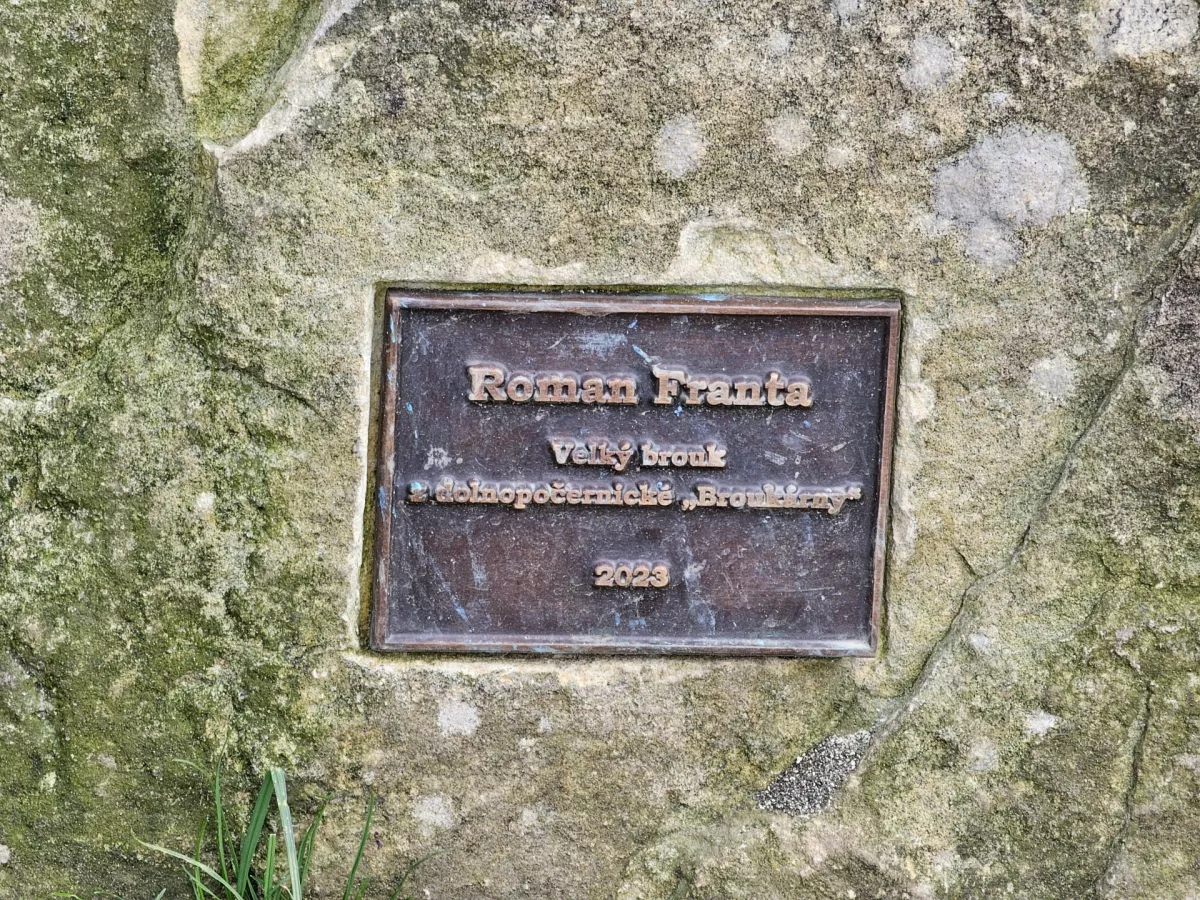 Roman Franta
Velký brouk
z dolnopočernické „Broukárny“
2023